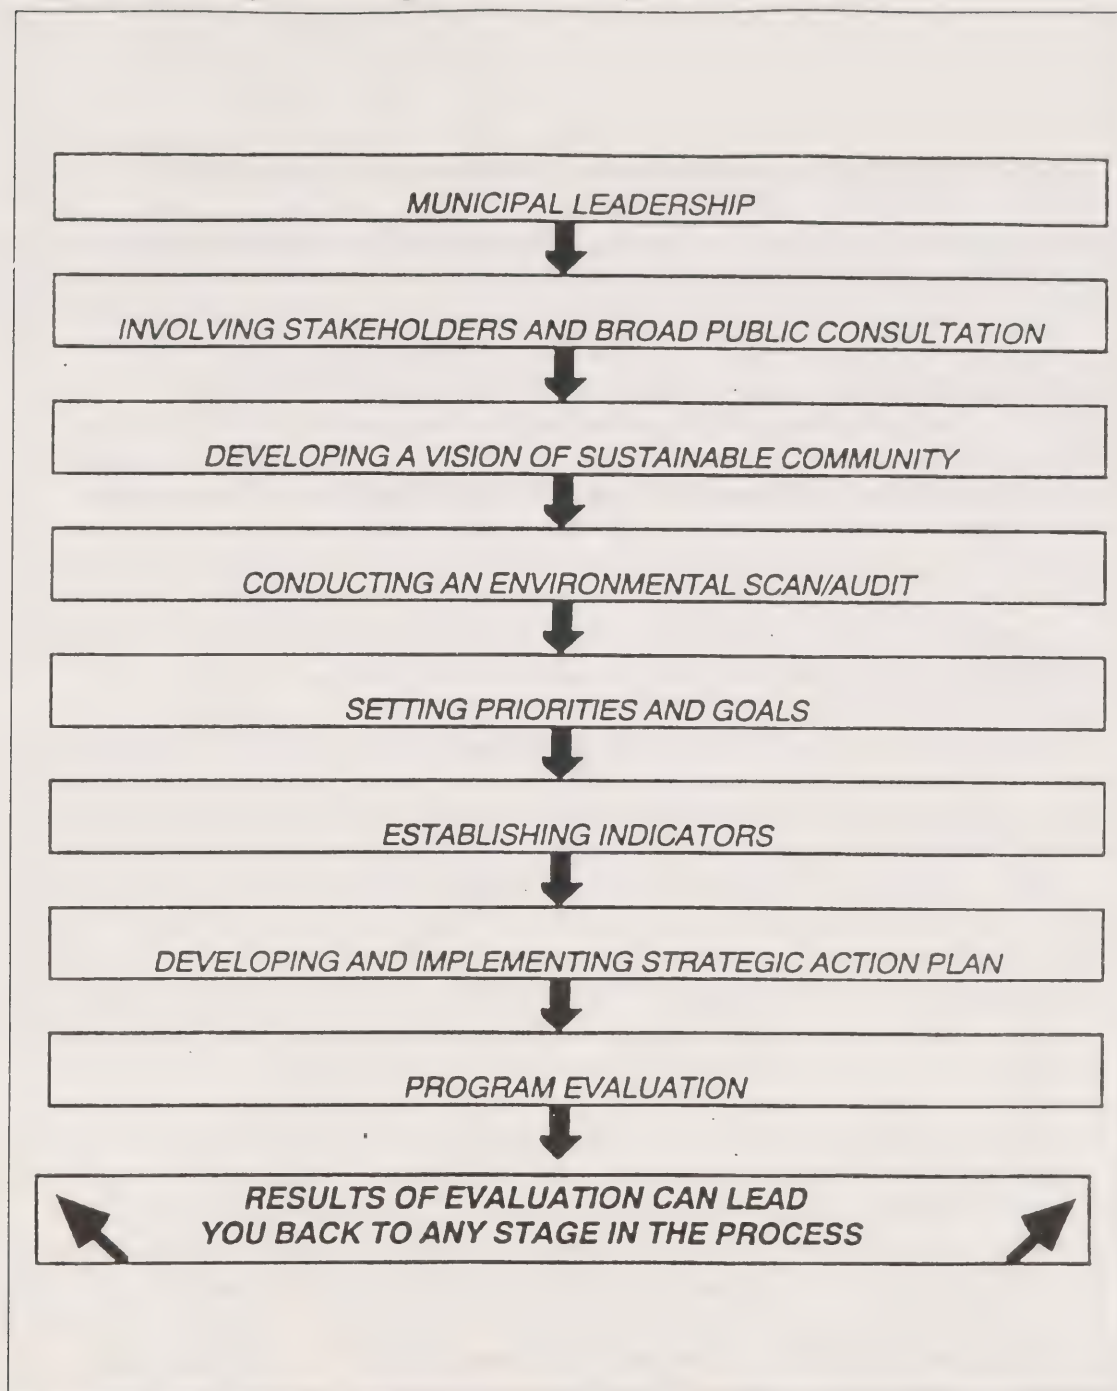 MUNICIPAL LEADERSHIP
INVOLVING STAKEHOLDERS AND BROAD PUBLIC CONSULTATION
DEVELOPING A VISION OF SUSTAINABLE COMMUNITY
CONDUCTING AN ENVIRONMENTAL SCAN/AUDIT
SETTING PRIORITIES AND GOALS
ESTABLISHING INDICATORS
DEVELOPING AND IMPLEMENTING STRATEGIC ACTION PLAN
PROGRAM EVALUATION
RESULTS OF EVALUATION CAN LEAD
YOU BACK TO ANY STAGE IN THE PROCESS